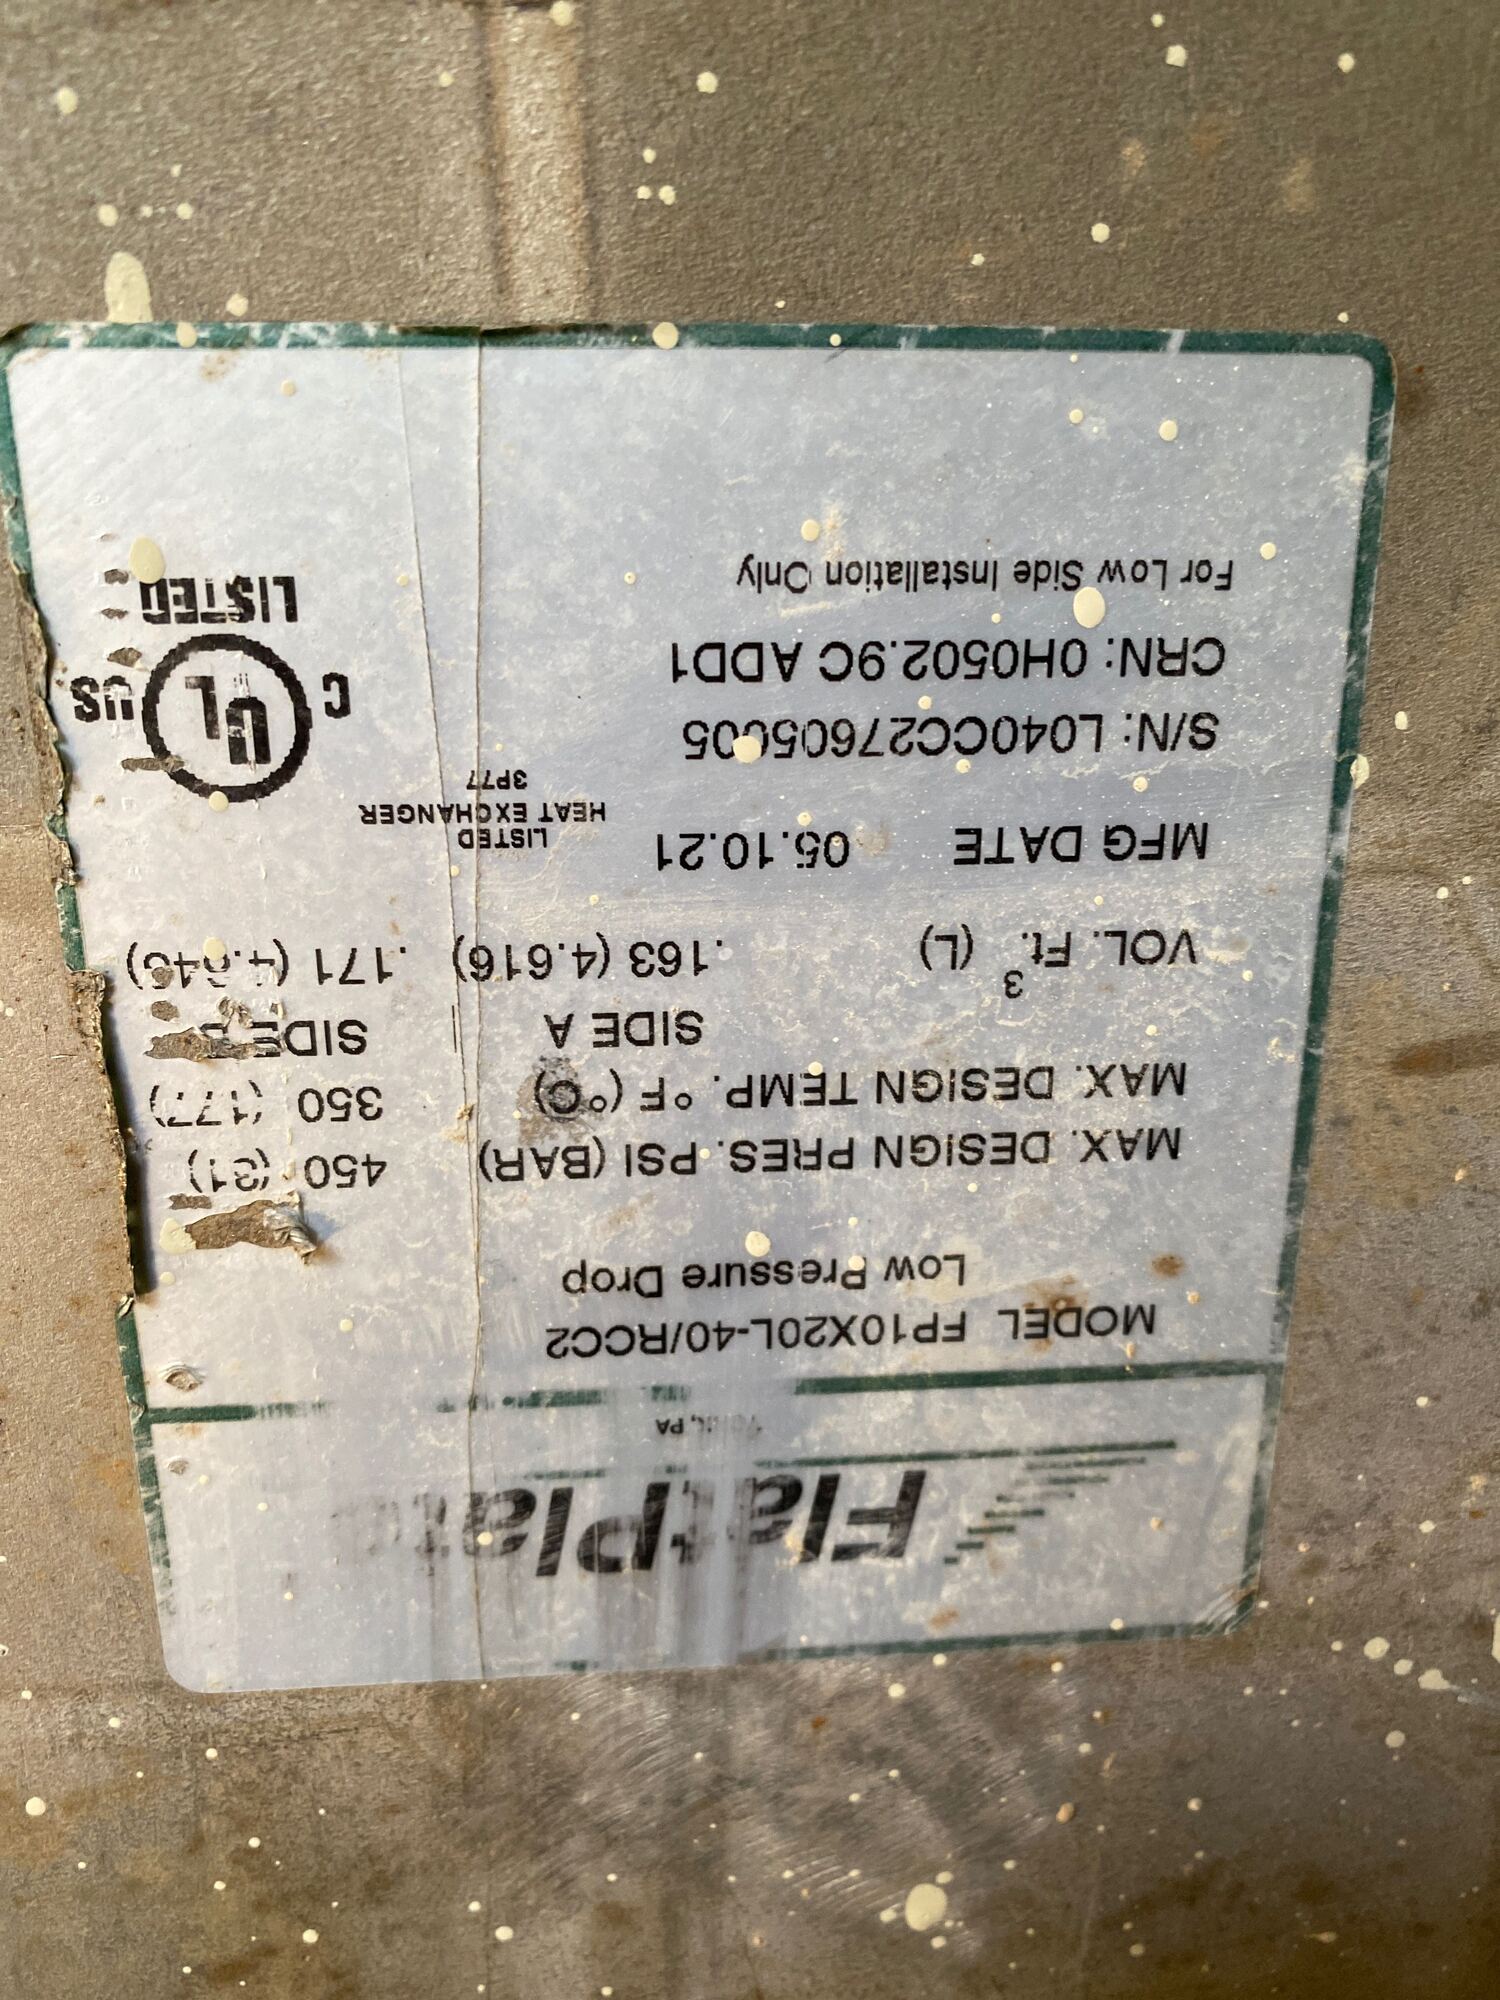 FlatPlate
PA
MODEL FP10X20L-40/RCC2
Low Pressure Drop
MAX. DESIGN PRES. PSI (BAR) 450 (31)
MAX. DESIGN TEMP. °F (°C) 350 (177)
SIDE A SIDE B
VOL. Ft.³ (L) .163 (4.616) .171
MFG DATE 05.10.21
LISTED
HEAT EXCHANGER
3P77
S/N: L040CC27605005
CRN: 0H0502.9C ADD1
For Low Side Installation Only
C UL US
LISTED